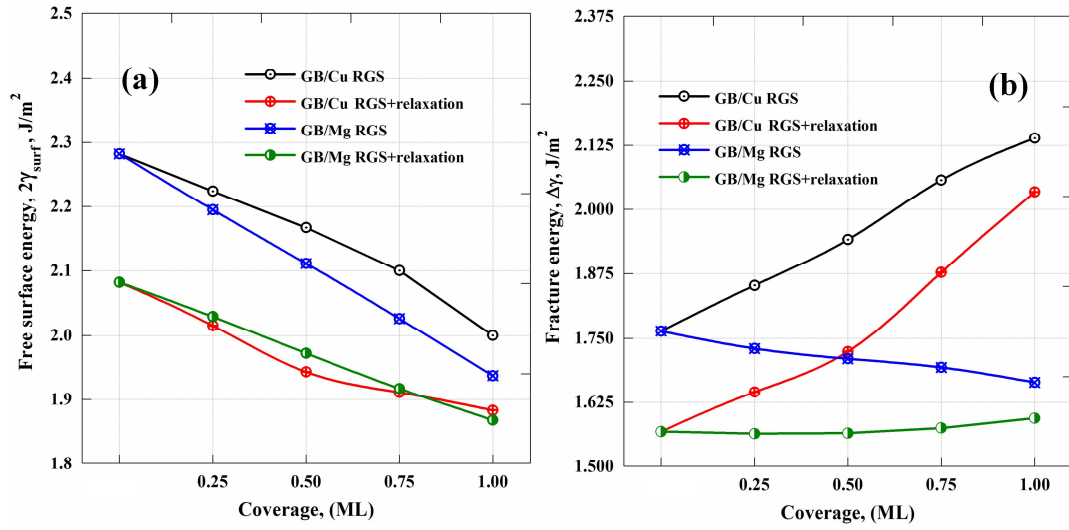 2.5
2.4
2.3
2.2
2.1
2.0
1.9
1.8
Free surface energy, 2γsurf, J/m2
(a)
GB/Cu RGS
GB/Cu RGS+relaxation
GB/Mg RGS
GB/Mg RGS+relaxation
0.25
0.50
0.75
1.00
Coverage, (ML)
2.375
2.250
2.125
2.000
1.875
1.750
1.625
1.500
Fracture energy, Δγ, J/m2
(b)
GB/Cu RGS
GB/Cu RGS+relaxation
GB/Mg RGS
GB/Mg RGS+relaxation
0.25
0.50
0.75
1.00
Coverage, (ML)